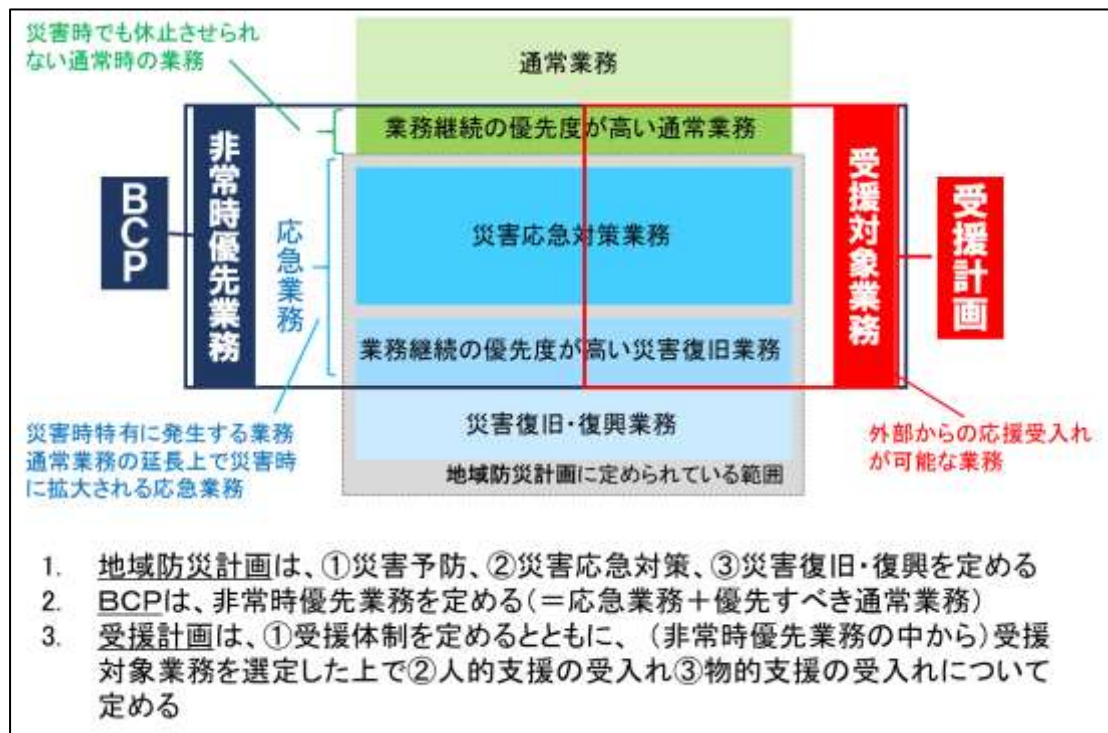 災害時でも休止させられ
ない通常時の業務
通常業務
業務継続の優先度が高い通常業務
BCP
非常時優先業務
応急業務
災害応急対策業務
受援対象業務
受援計画
業務継続の優先度が高い災害復旧業務
災害時特有に発生する業務
通常業務の延長上で災害時
に拡大される応急業務
災害復旧・復興業務
地域防災計画に定められている範囲
外部からの応援受入れ
が可能な業務
1. 地域防災計画は、①災害予防、②災害応急対策、③災害復旧・復興を定める
2. BCPは、非常時優先業務を定める(=応急業務+優先すべき通常業務)
3. 受援計画は、①受援体制を定めるとともに、(非常時優先業務の中から)受援
対象業務を選定した上で②人的支援の受入れ③物的支援の受入れについて
定める